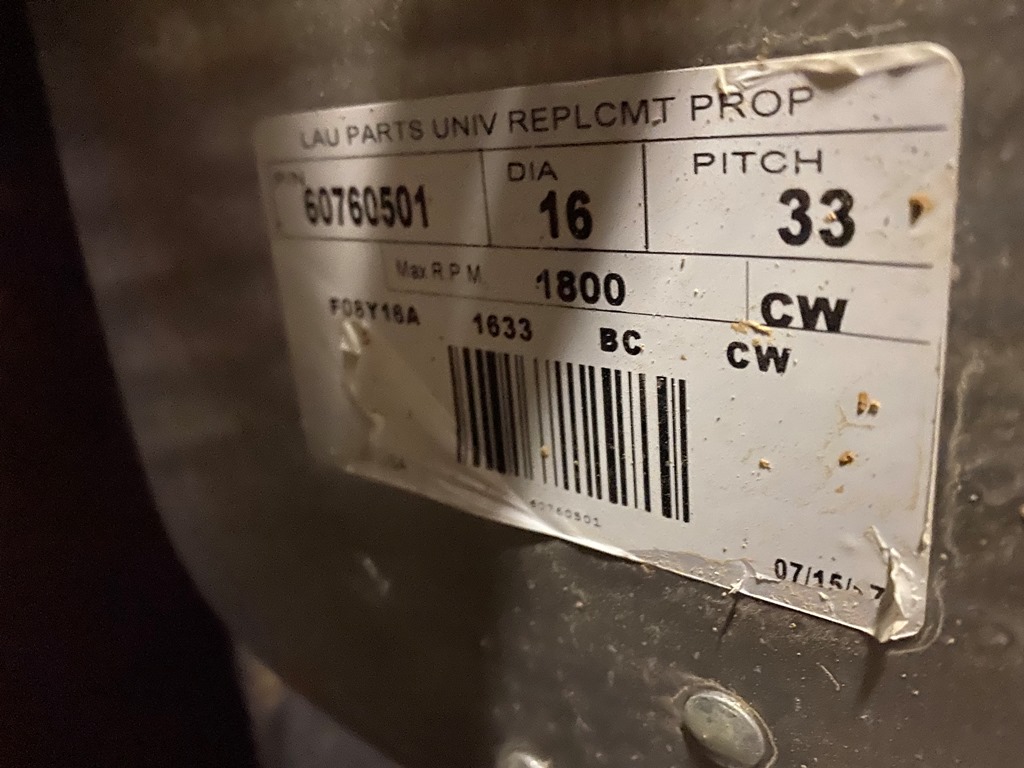 LAU PARTS UNIV REPLCMT PROP
P/N DIA PITCH
60760501 16 33
Max R P M 1800 CW
F08Y16A 1633 BC CW
60760501